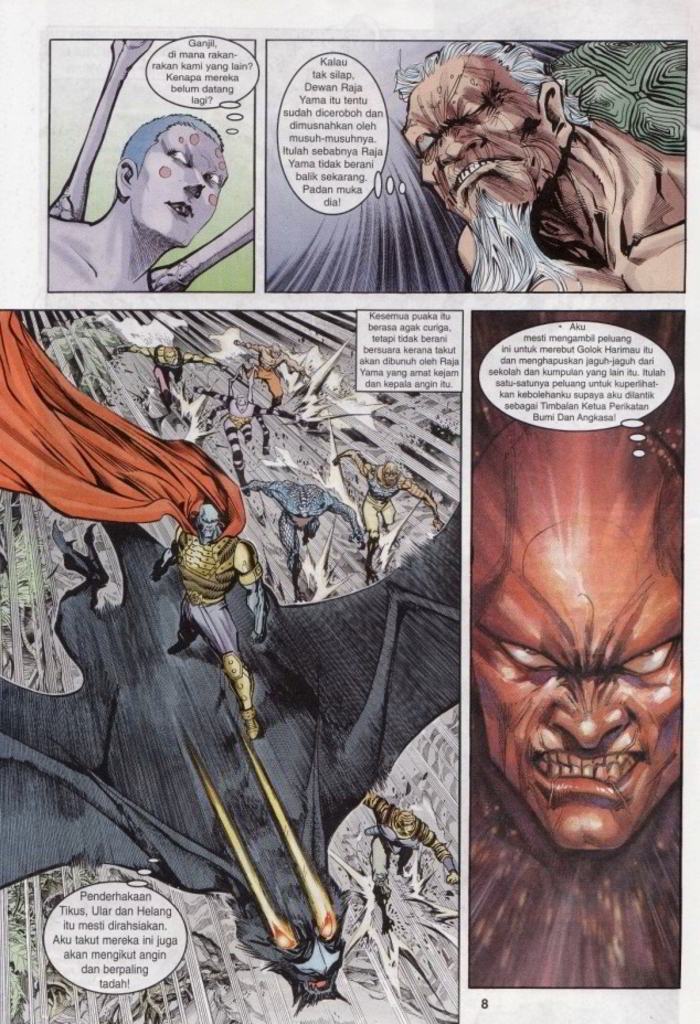 Ganjil,
di mana rakan-
rakan kami yang lain?
Kenapa mereka
belum datang
lagi?
Kalau
tak silap,
Dewan Raja
Yama itu tentu
sudah diceroboh dan
dimusnahkan oleh
musuh-musuhnya.
Itulah sebabnya Raja
Yama tidak berani
balik sekarang.
Padan muka
dia!
Kesemua puaka itu
berasa agak curiga,
tetapi tidak berani
bersuara kerana takut
akan dibunuh oleh Raja
Yama yang amat kejam
dan kepala angin itu.
Aku
mesti mengambil peluang
ini untuk merebut Golok Harimau itu
dan menghapuskan jaguh-jaguh dari
sekolah dan kumpulan yang lain itu. Itulah
satu-satunya peluang untuk kuperlihat-
kan kebolehanku supaya aku dilantik
sebagai Timbalan Ketua Perikatan
Bumi Dan Angkasa!
Penderhakaan
Tikus, Ular dan Helang
itu mesti dirahsiakan.
Aku takut mereka ini juga
akan mengikut angin
dan berpaling
tadah!
8